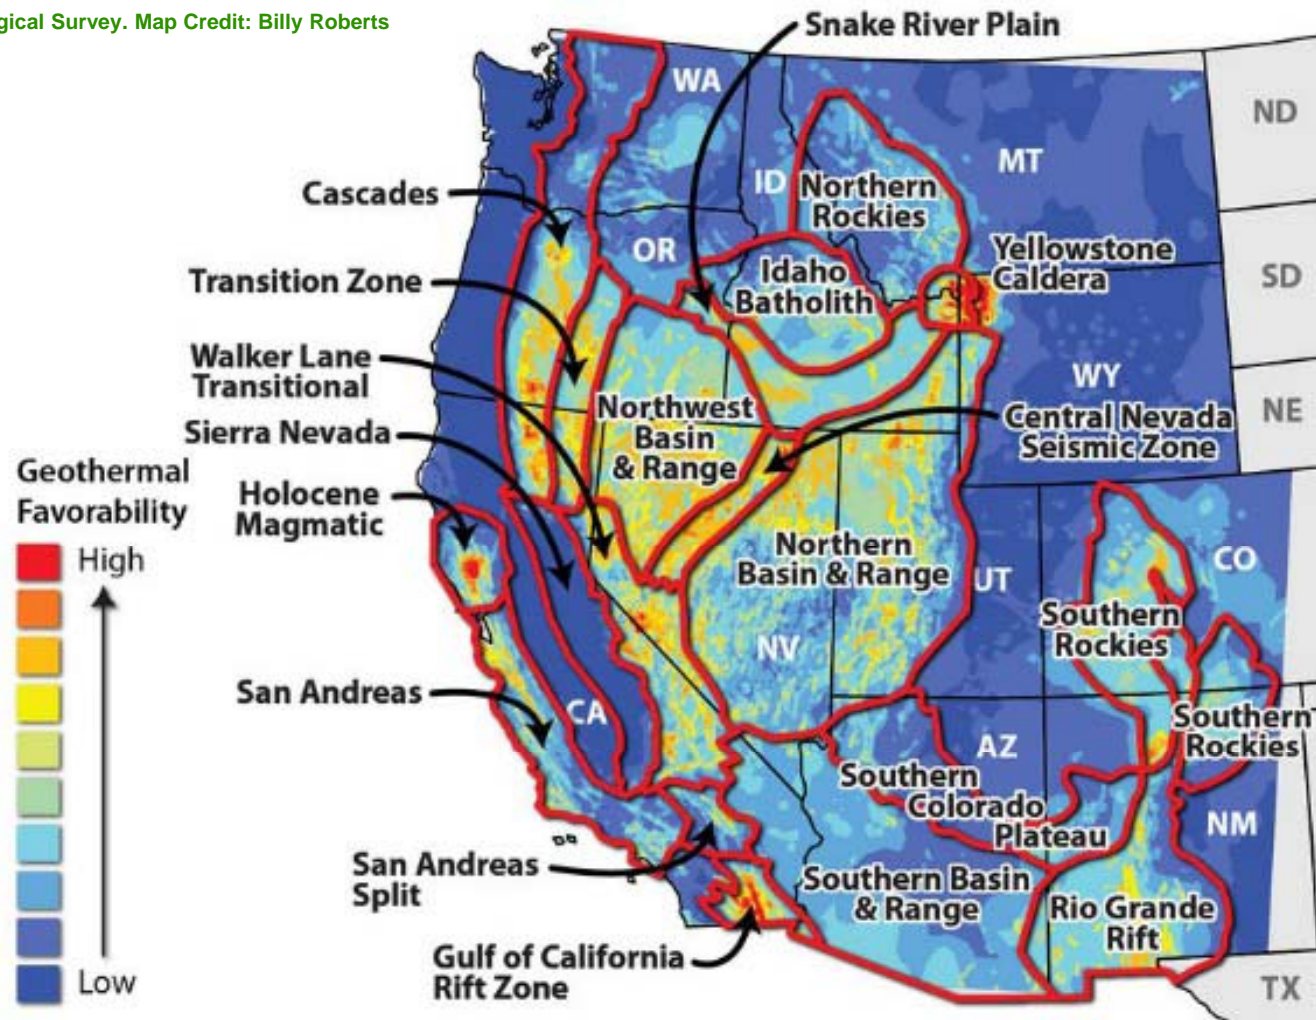 gical Survey. Map Credit: Billy Roberts
Snake River Plain
WA
ND
MT
ID
Northern
Rockies
Cascades
OR
Yellowstone
Caldera
Idaho
Batholith
SD
Transition Zone
Walker Lane
Transitional
WY
NE
Northwest
Basin
& Range
Central Nevada
Seismic Zone
Sierra Nevada
Geothermal
Favorability
High
Low
Holocene
Magmatic
Northern
Basin & Range
UT
CO
Southern
Rockies
NV
San Andreas
CA
AZ
Southern
Rockies
Southern
Colorado
Plateau
NM
San Andreas
Split
Southern Basin
& Range
Rio Grande
Rift
Gulf of California
Rift Zone
TX